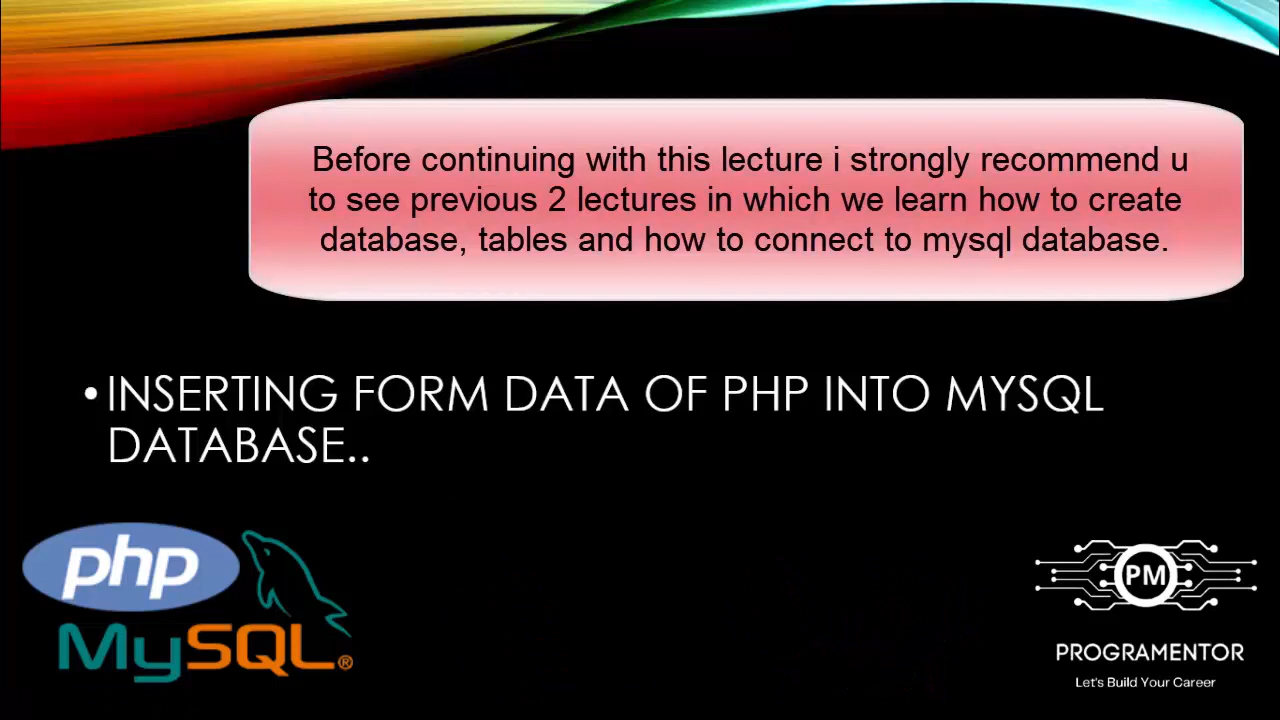 Before continuing with this lecture i strongly recommend u
to see previous 2 lectures in which we learn how to create
database, tables and how to connect to mysql database.
•INSERTING FORM DATA OF PHP INTO MYSQL
DATABASE..
php
MySQL®
PM
PROGRAMENTOR
Let's Build Your Career